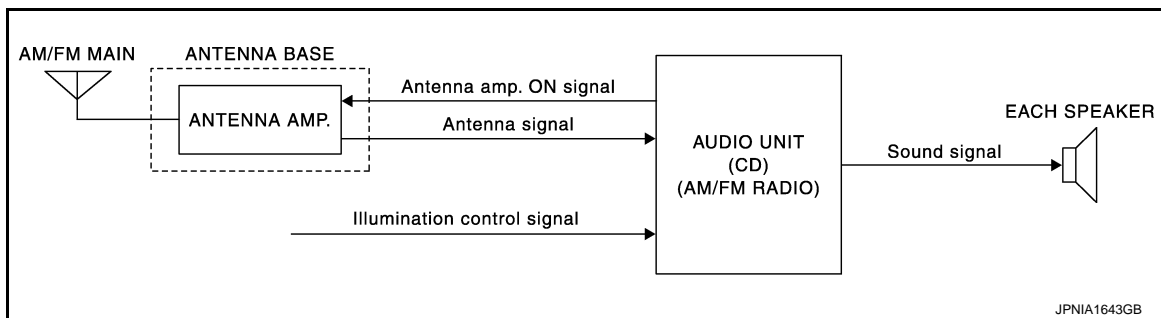 AM/FM MAIN
ANTENNA BASE
ANTENNA AMP.
Antenna amp. ON signal
Antenna signal
Illumination control signal
AUDIO UNIT
(CD)
(AM/FM RADIO)
Sound signal
EACH SPEAKER
JPNIA1643GB